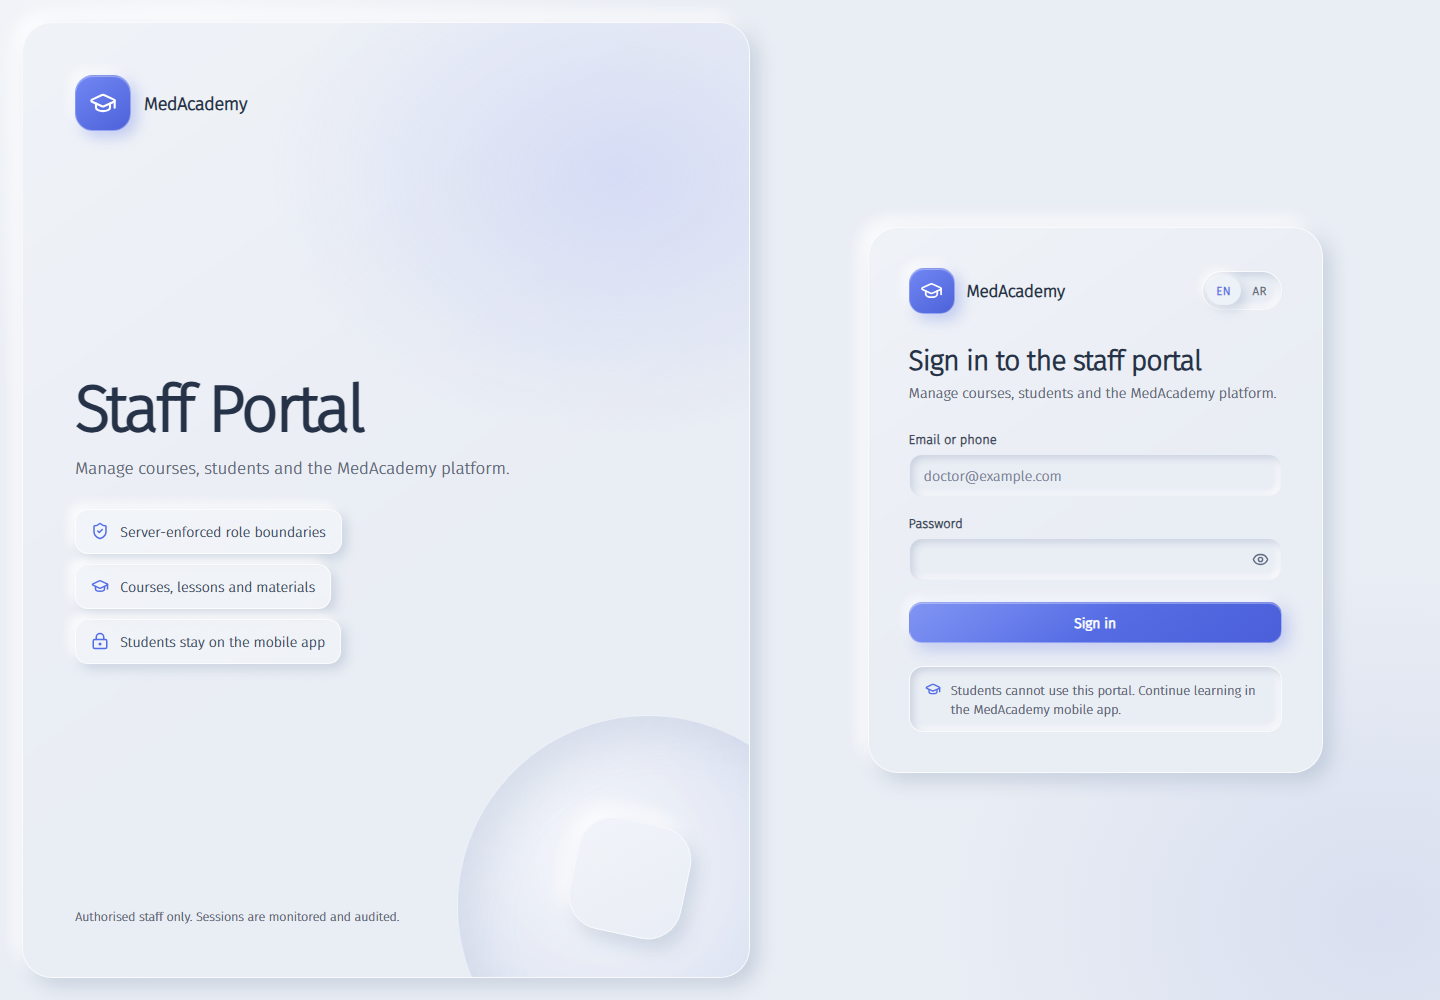 MedAcademy
Staff Portal
Manage courses, students and the MedAcademy platform.
Server-enforced role boundaries
Courses, lessons and materials
Students stay on the mobile app
Authorised staff only. Sessions are monitored and audited.
MedAcademy
EN AR
Sign in to the staff portal
Manage courses, students and the MedAcademy platform.
Email or phone
doctor@example.com
Password
Sign in
Students cannot use this portal. Continue learning in
the MedAcademy mobile app.